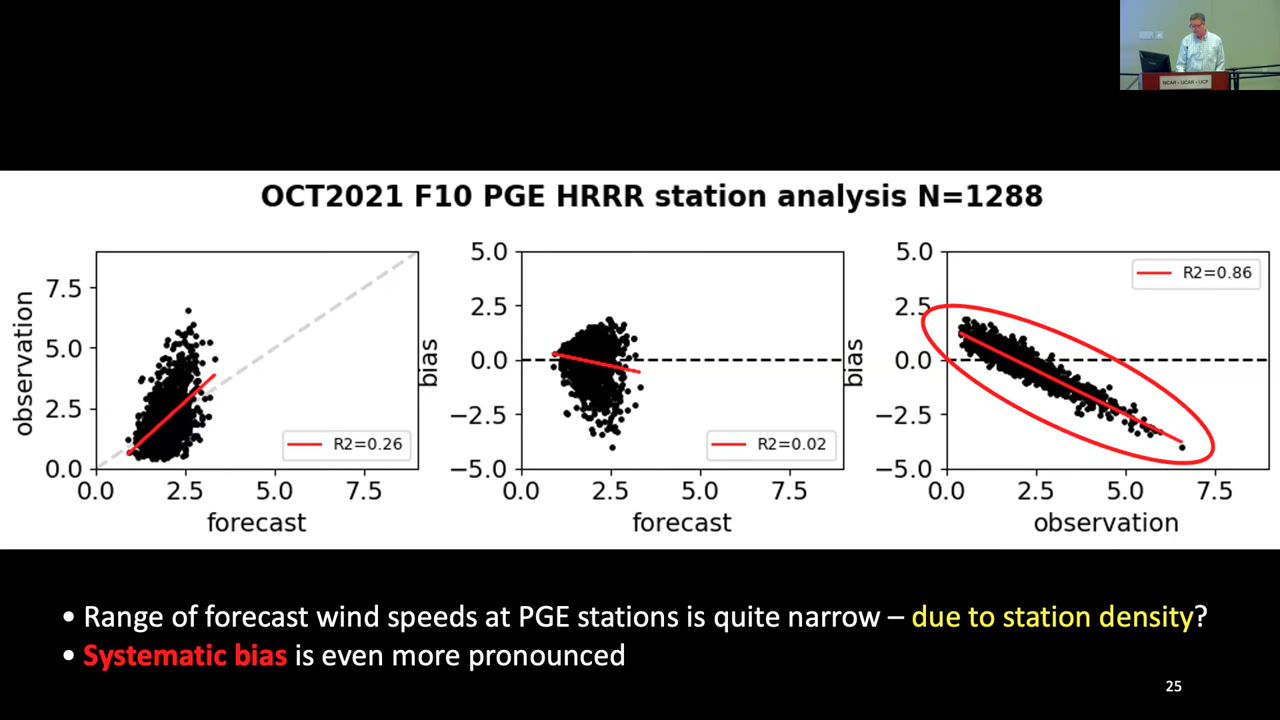 NCAR • UCAR • UCP
OCT2021 F10 PGE HRRR station analysis N=1288
observation
7.5
5.0
2.5
0.0
0.0 2.5 5.0 7.5
forecast
R2=0.26
bias
5.0
2.5
0.0
−2.5
−5.0
0.0 2.5 5.0 7.5
forecast
R2=0.02
bias
5.0
2.5
0.0
−2.5
−5.0
0.0 2.5 5.0 7.5
observation
R2=0.86
• Range of forecast wind speeds at PGE stations is quite narrow – due to station density?
• Systematic bias is even more pronounced
25